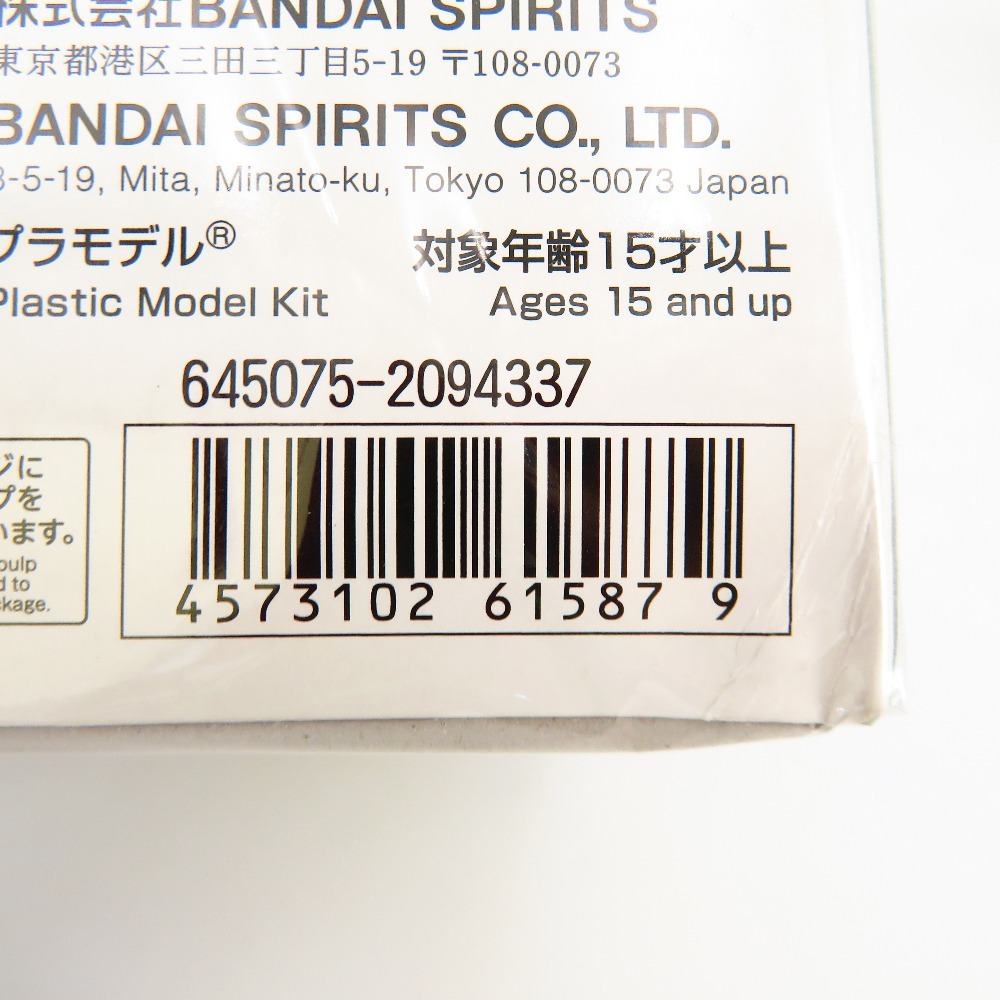 株式会社BANDAI SPIRITS
東京都港区三田三丁目5-19 〒108-0073
BANDAI SPIRITS CO., LTD.
3-5-19, Mita, Minato-ku, Tokyo 108-0073 Japan
プラモデル® 対象年齢15才以上
Plastic Model Kit Ages 15 and up
645075-2094337
ジに
プを
います。
pulp
d to
ckage.
4573102 61587 9